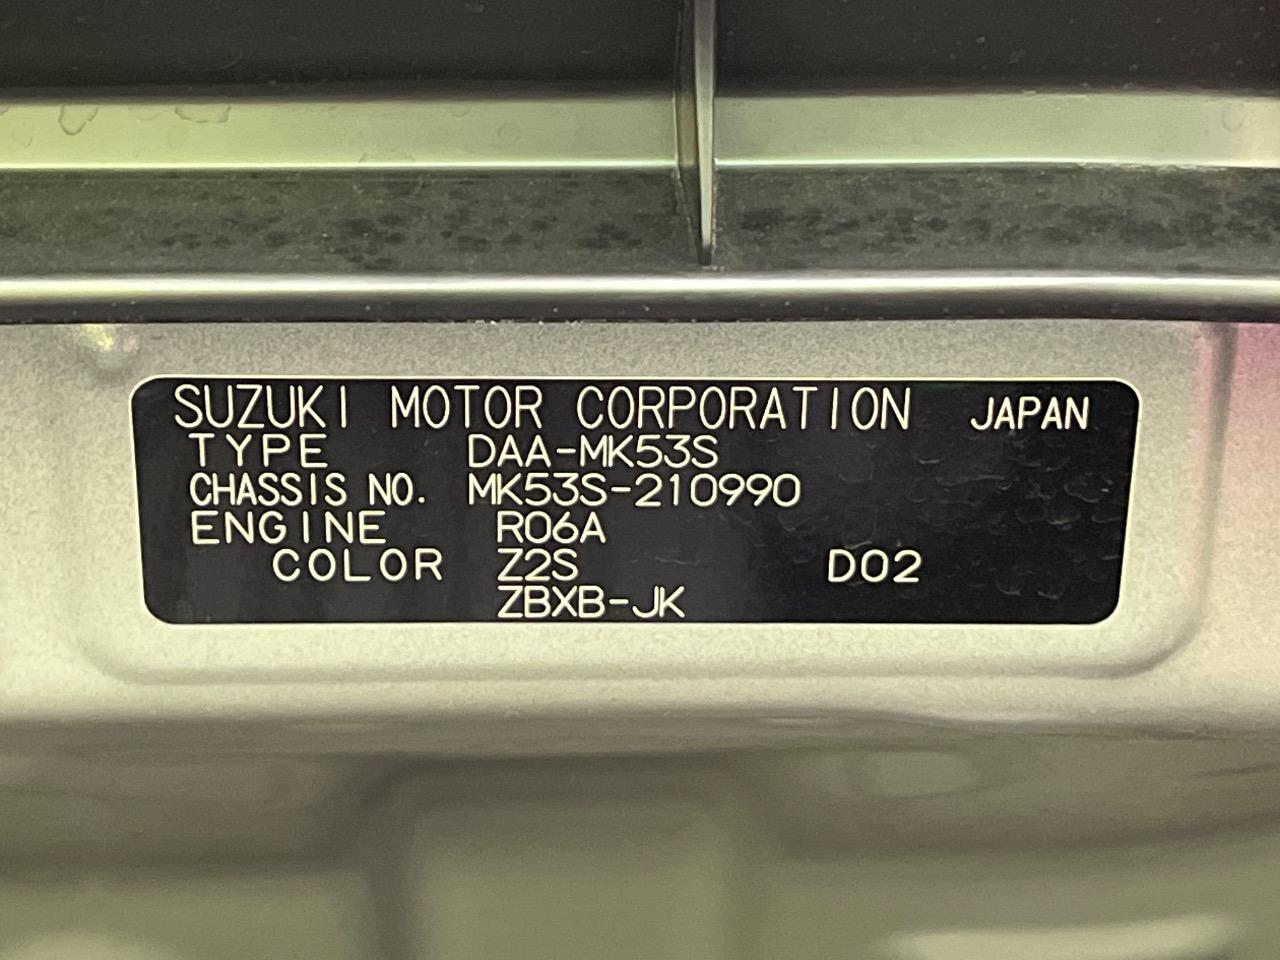 SUZUKI MOTOR CORPORATION JAPAN
TYPE DAA-MK53S
CHASSIS NO. MK53S-210990
ENGINE R06A
COLOR Z2S D02
ZBXB-JK